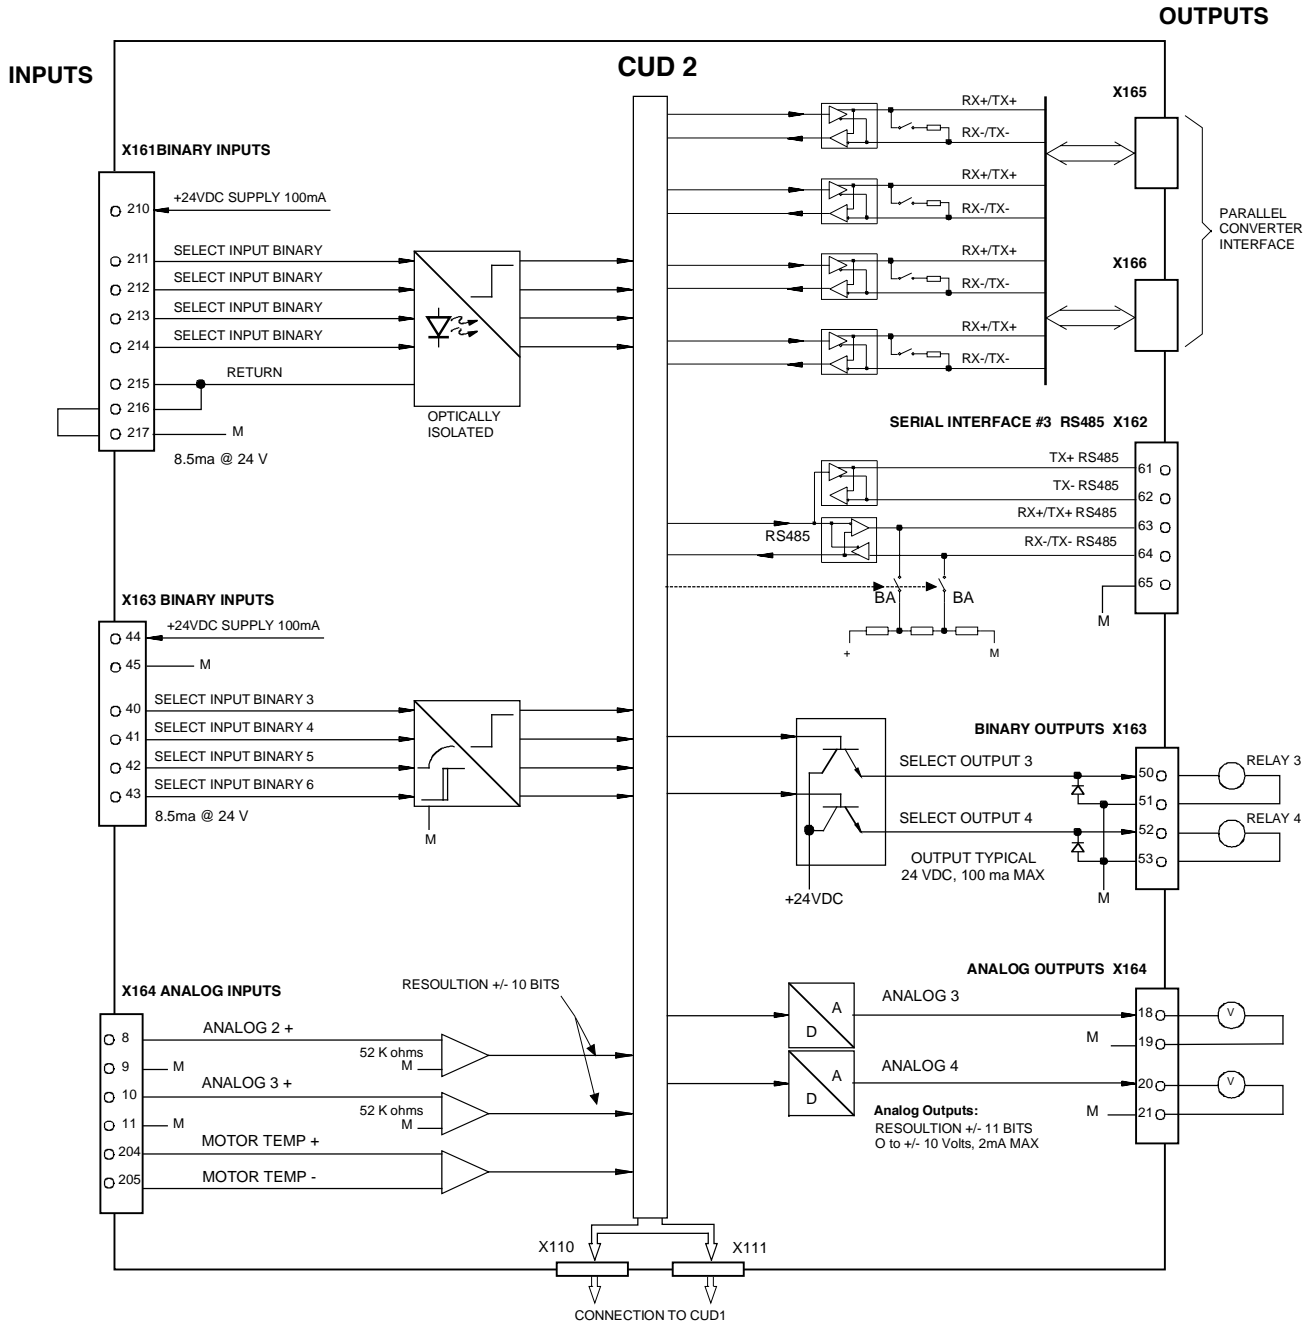 OUTPUTS
INPUTS
CUD 2
X161BINARY INPUTS
210
+24VDC SUPPLY 100mA
211
SELECT INPUT BINARY
212
SELECT INPUT BINARY
213
SELECT INPUT BINARY
214
SELECT INPUT BINARY
215
RETURN
216
217
M
8.5ma @ 24 V
OPTICALLY
ISOLATED
X163 BINARY INPUTS
44
+24VDC SUPPLY 100mA
45
M
40
SELECT INPUT BINARY 3
41
SELECT INPUT BINARY 4
42
SELECT INPUT BINARY 5
43
SELECT INPUT BINARY 6
8.5ma @ 24 V
M
X164 ANALOG INPUTS
RESOULTION +/- 10 BITS
8
ANALOG 2 +
52 K ohms
M
9
M
10
ANALOG 3 +
52 K ohms
M
11
M
204
MOTOR TEMP +
205
MOTOR TEMP -
RX+/TX+
RX-/TX-
RX+/TX+
RX-/TX-
RX+/TX+
RX-/TX-
RX+/TX+
RX-/TX-
X165
X166
PARALLEL
CONVERTER
INTERFACE
SERIAL INTERFACE #3 RS485 X162
TX+ RS485
61
TX- RS485
62
RX+/TX+ RS485
63
RX-/TX- RS485
64
65
M
RS485
BA
BA
+
M
BINARY OUTPUTS X163
SELECT OUTPUT 3
50
RELAY 3
51
SELECT OUTPUT 4
52
RELAY 4
53
OUTPUT TYPICAL
24 VDC, 100 ma MAX
+24VDC
M
ANALOG OUTPUTS X164
A
D
ANALOG 3
18
V
M
19
A
D
ANALOG 4
20
V
M
21
Analog Outputs:
RESOULTION +/- 11 BITS
O to +/- 10 Volts, 2mA MAX
X110
X111
CONNECTION TO CUD1